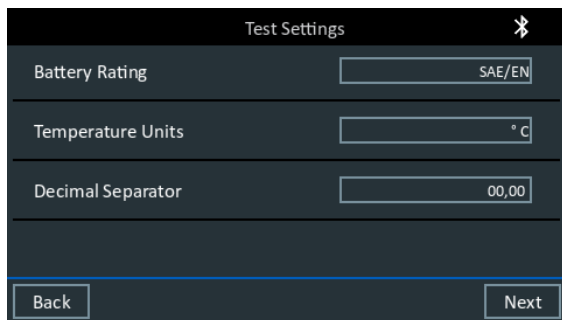 Test Settings
Battery Rating SAE/EN
Temperature Units ° C
Decimal Separator 00,00
Back Next